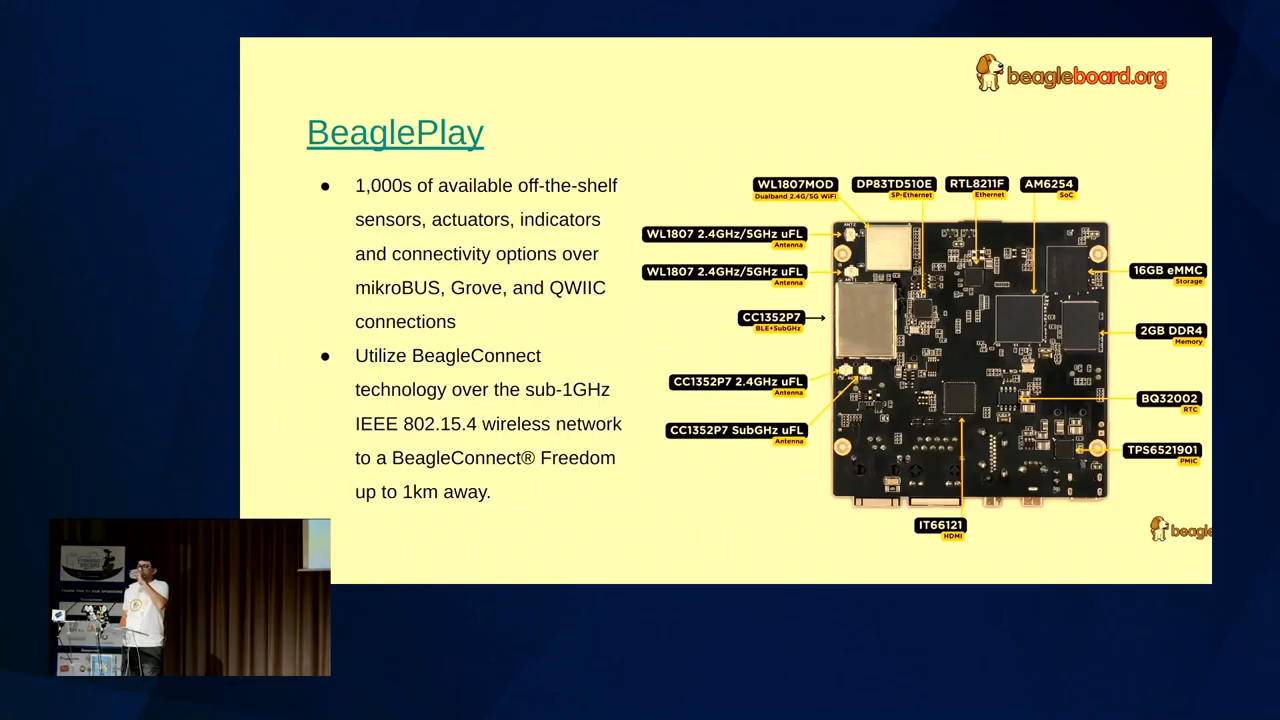 beagleboard.org
BeaglePlay
● 1,000s of available off-the-shelf
sensors, actuators, indicators
and connectivity options over
mikroBUS, Grove, and QWIIC
connections
● Utilize BeagleConnect
technology over the sub-1GHz
IEEE 802.15.4 wireless network
to a BeagleConnect® Freedom
up to 1km away.
WL1807MOD
Dualband 2.4G/5G WiFi
DP83TD510E
SP-Ethernet
RTL8211F
Ethernet
AM6254
SoC
WL1807 2.4GHz/5GHz uFL
Antenna
WL1807 2.4GHz/5GHz uFL
Antenna
CC1352P7
BLE+SubGHz
CC1352P7 2.4GHz uFL
Antenna
CC1352P7 SubGHz uFL
Antenna
16GB eMMC
Storage
2GB DDR4
Memory
BQ32002
RTC
TPS6521901
PMIC
IT66121
HDMI
beagle